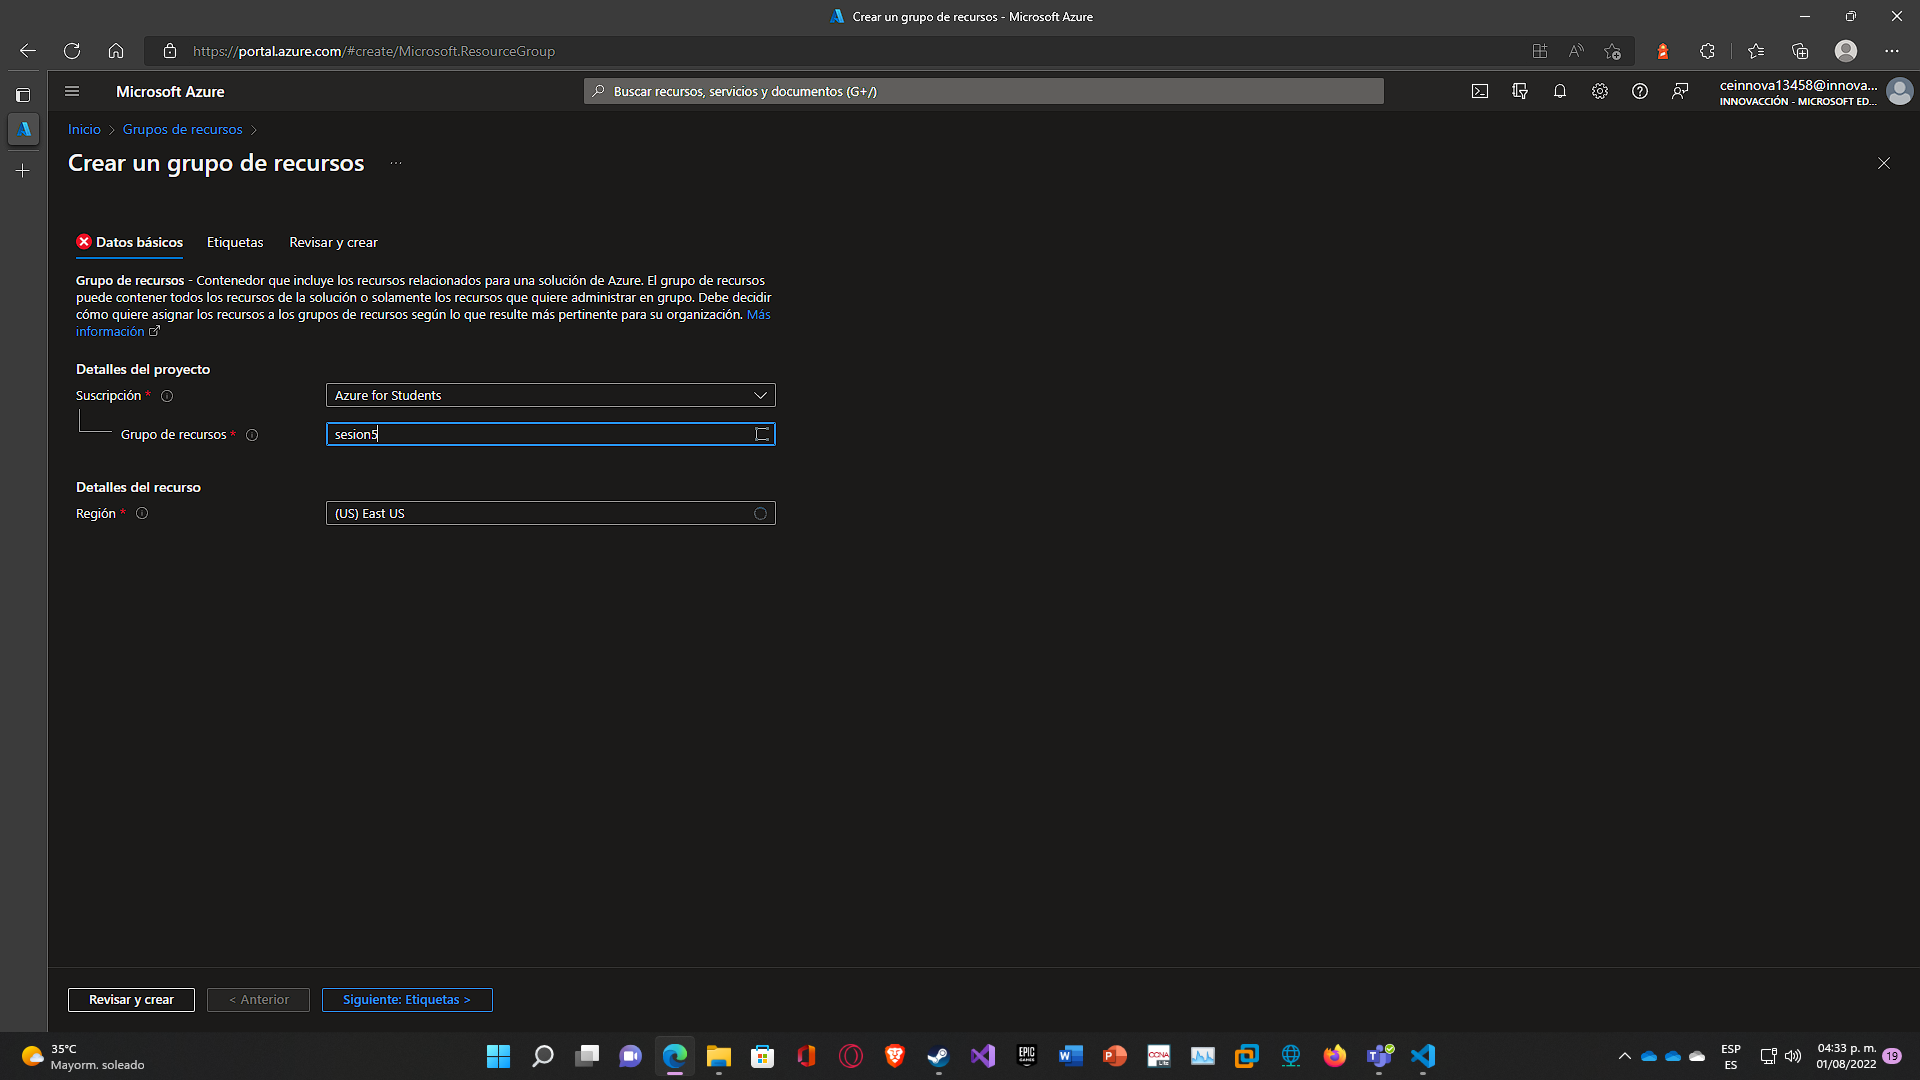 Crear un grupo de recursos - Microsoft Azure
https://portal.azure.com/#create/Microsoft.ResourceGroup
Microsoft Azure
Buscar recursos, servicios y documentos (G+/)
ceinnova13458@innova...
INNOVACCIÓN - MICROSOFT ED...
Inicio > Grupos de recursos >
Crear un grupo de recursos ...
Datos básicos Etiquetas Revisar y crear
Grupo de recursos - Contenedor que incluye los recursos relacionados para una solución de Azure. El grupo de recursos
puede contener todos los recursos de la solución o solamente los recursos que quiere administrar en grupo. Debe decidir
cómo quiere asignar los recursos a los grupos de recursos según lo que resulte más pertinente para su organización. Más
información
Detalles del proyecto
Suscripción * Azure for Students
Grupo de recursos * sesion5
Detalles del recurso
Región * (US) East US
Revisar y crear < Anterior Siguiente: Etiquetas >
35°C
Mayorm. soleado
EPIC GAMES
CCNA
ESP
ES
04:33 p. m.
01/08/2022
19